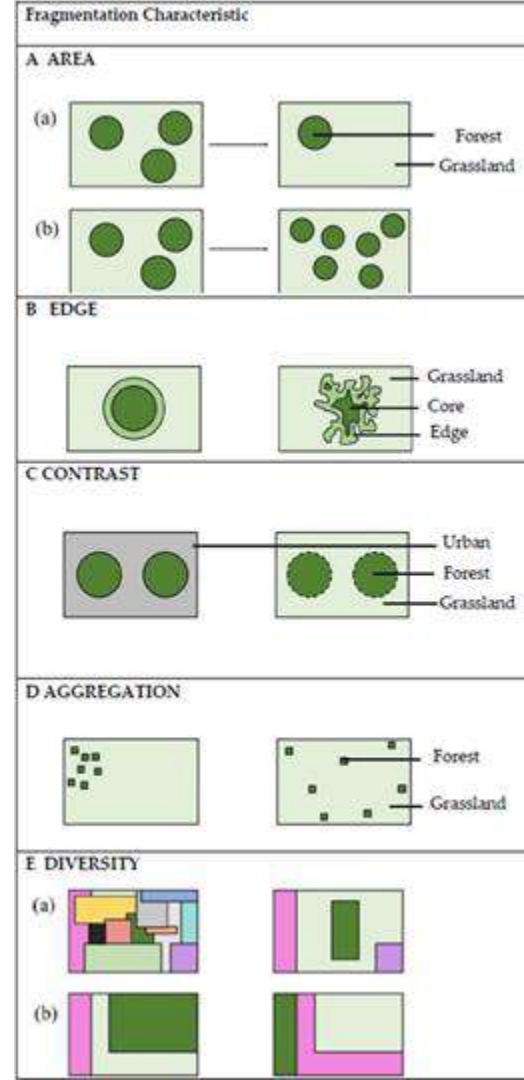 Fragmentation Characteristic
A AREA
(a)
Forest
Grassland
(b)
B EDGE
Grassland
Core
Edge
C CONTRAST
Urban
Forest
Grassland
D AGGREGATION
Forest
Grassland
E DIVERSITY
(a)
(b)